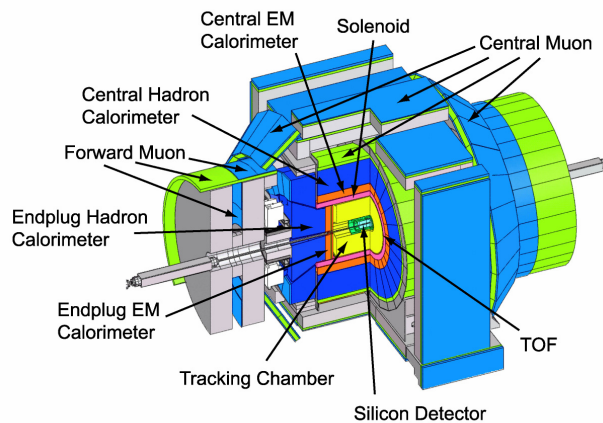 Central EM
Calorimeter
Solenoid
Central Muon
Central Hadron
Calorimeter
Forward Muon
Endplug Hadron
Calorimeter
Endplug EM
Calorimeter
TOF
Tracking Chamber
Silicon Detector